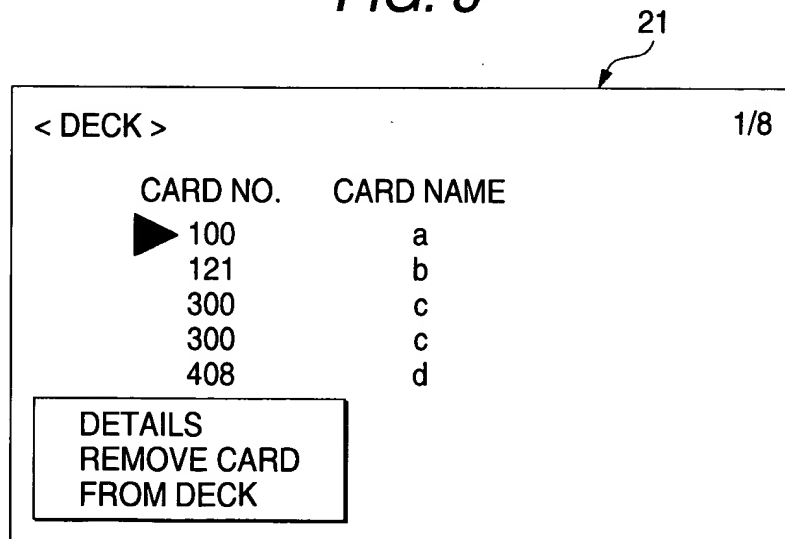 21
< DECK > 1/8
CARD NO. CARD NAME
100 a
121 b
300 c
300 c
408 d
DETAILS
REMOVE CARD
FROM DECK